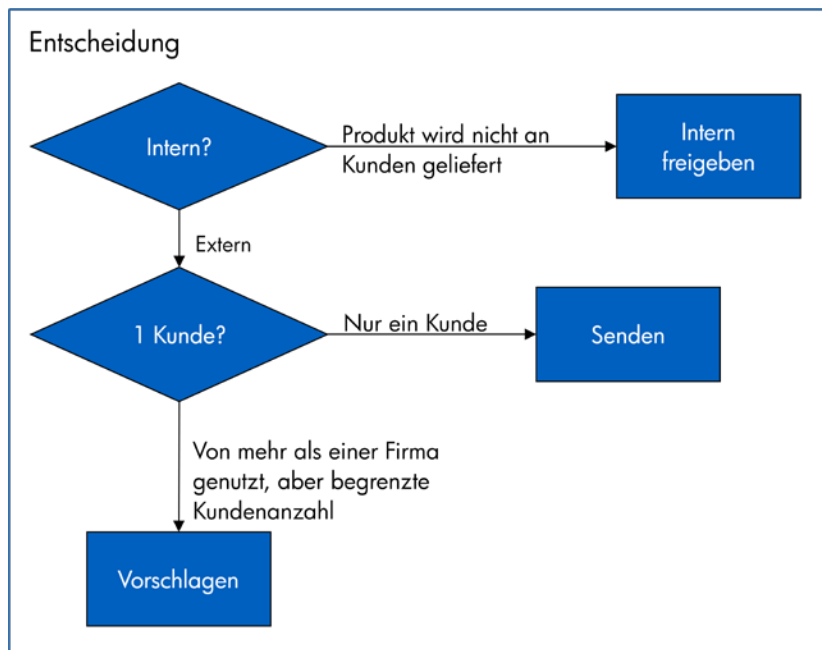 Entscheidung
Intern?
Produkt wird nicht an
Kunden geliefert
Intern
freigeben
Extern
1 Kunde?
Nur ein Kunde
Senden
Von mehr als einer Firma
genutzt, aber begrenzte
Kundenanzahl
Vorschlagen